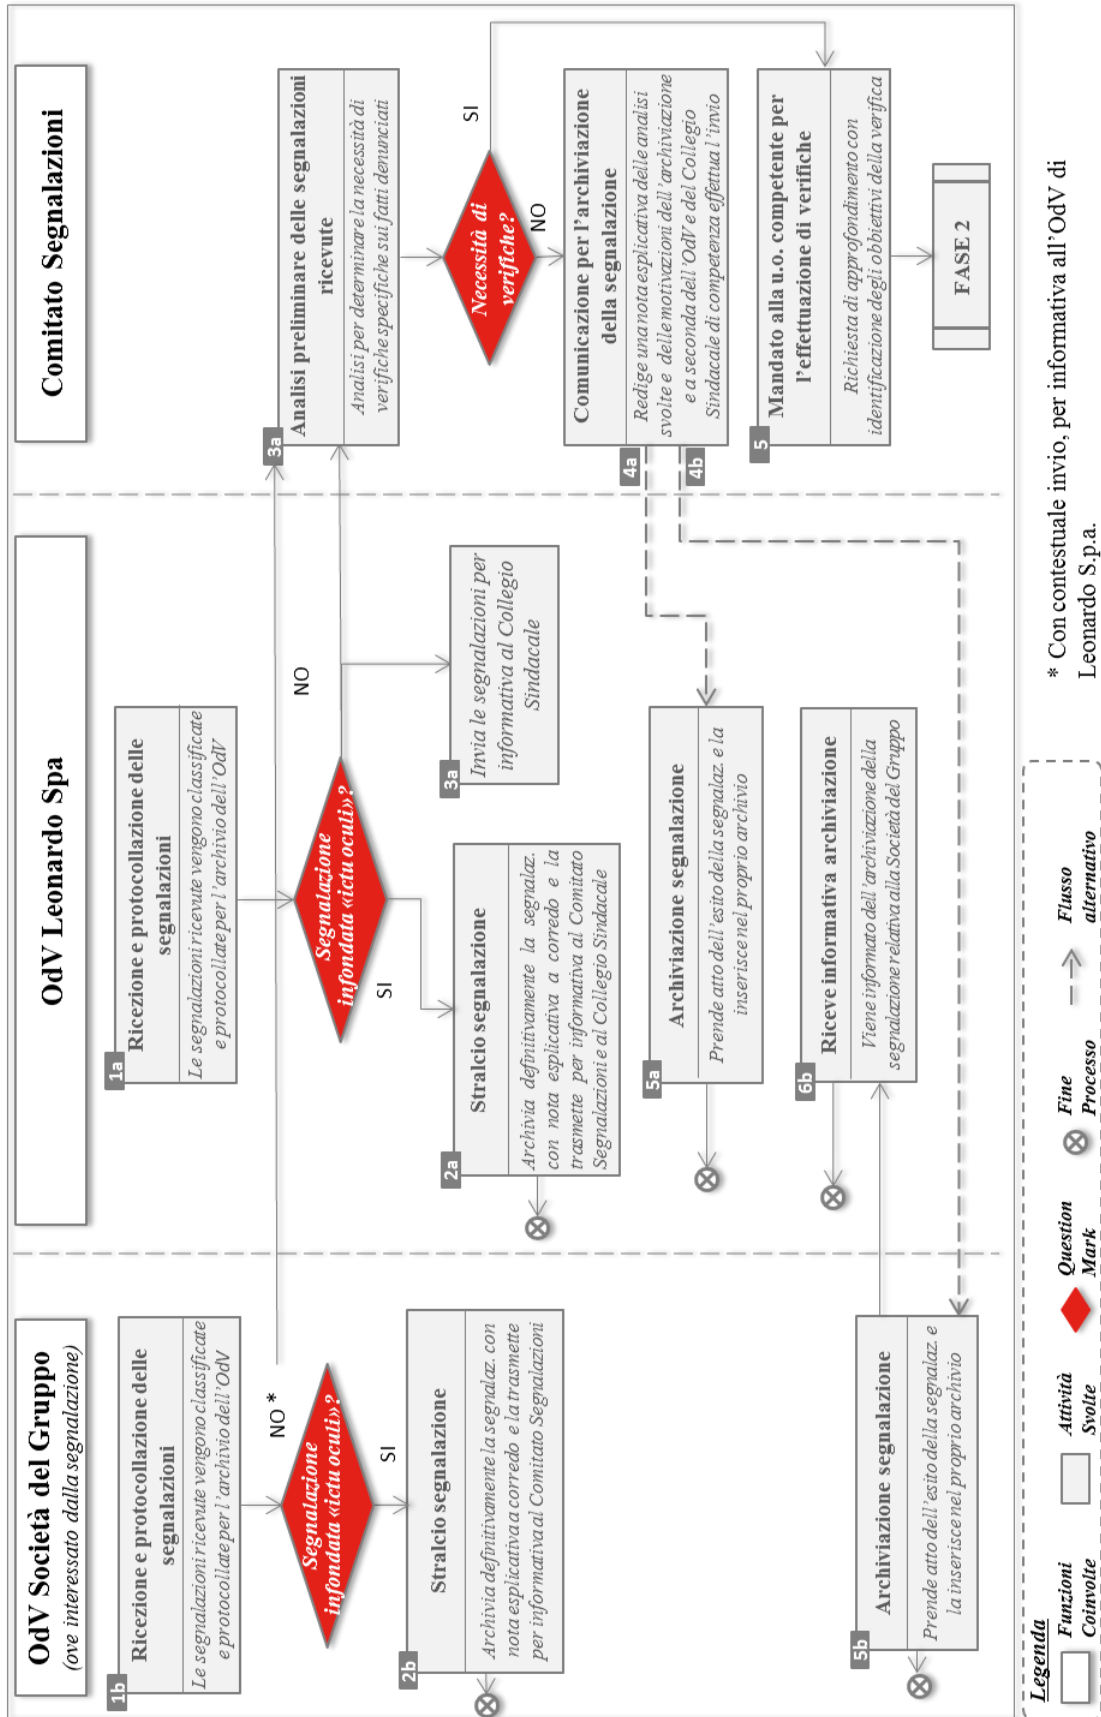 OdV Società del Gruppo
(ove interessato dalla segnalazione)
OdV Leonardo Spa
Comitato Segnalazioni
1b
Ricezione e protocollazione delle
segnalazioni
Le segnalazioni ricevute vengono classificate
e protocollate per l'archivio dell'OdV
Segnalazione
infondata «ictu oculi»?
NO *
SI
2b
Stralcio segnalazione
Archivia definitivamente la segnalaz. con
nota esplicativa a corredo e la trasmette
per informativa al Comitato Segnalazioni
5b
Archiviazione segnalazione
Prende atto dell'esito della segnalaz. e
la inserisce nel proprio archivio
1a
Ricezione e protocollazione delle
segnalazioni
Le segnalazioni ricevute vengono classificate
e protocollate per l'archivio dell'OdV
Segnalazione
infondata «ictu oculi»?
NO
SI
2a
Stralcio segnalazione
Archivia definitivamente la segnalaz.
con nota esplicativa a corredo e la
trasmette per informativa al Comitato
Segnalazioni e al Collegio Sindacale
3a
Invia le segnalazioni per
informativa al Collegio
Sindacale
5a
Archiviazione segnalazione
Prende atto dell'esito della segnalaz. e la
inserisce nel proprio archivio
6b
Riceve informativa archiviazione
Viene informato dell'archiviazione della
segnalazione relativa alla Società del Gruppo
3a
Analisi preliminare delle segnalazioni
ricevute
Analisi per determinare la necessità di
verifiche specifiche sui fatti denunciati
Necessità di
verifiche?
SI
NO
Comunicazione per l'archiviazione
della segnalazione
Redige una nota esplicativa delle analisi
svolte e delle motivazioni dell'archiviazione
e a seconda dell'OdV e del Collegio
Sindacale di competenza effettua l'invio
4a
4b
5
Mandato alla u.o. competente per
l'effettuazione di verifiche
Richiesta di approfondimento con
identificazione degli obbiettivi della verifica
FASE 2
Legenda
Funzioni
Coinvolte
Attività
Svolte
Question
Mark
Fine
Processo
Flusso
alternativo
* Con contestuale invio, per informativa all'OdV di
Leonardo S.p.a.